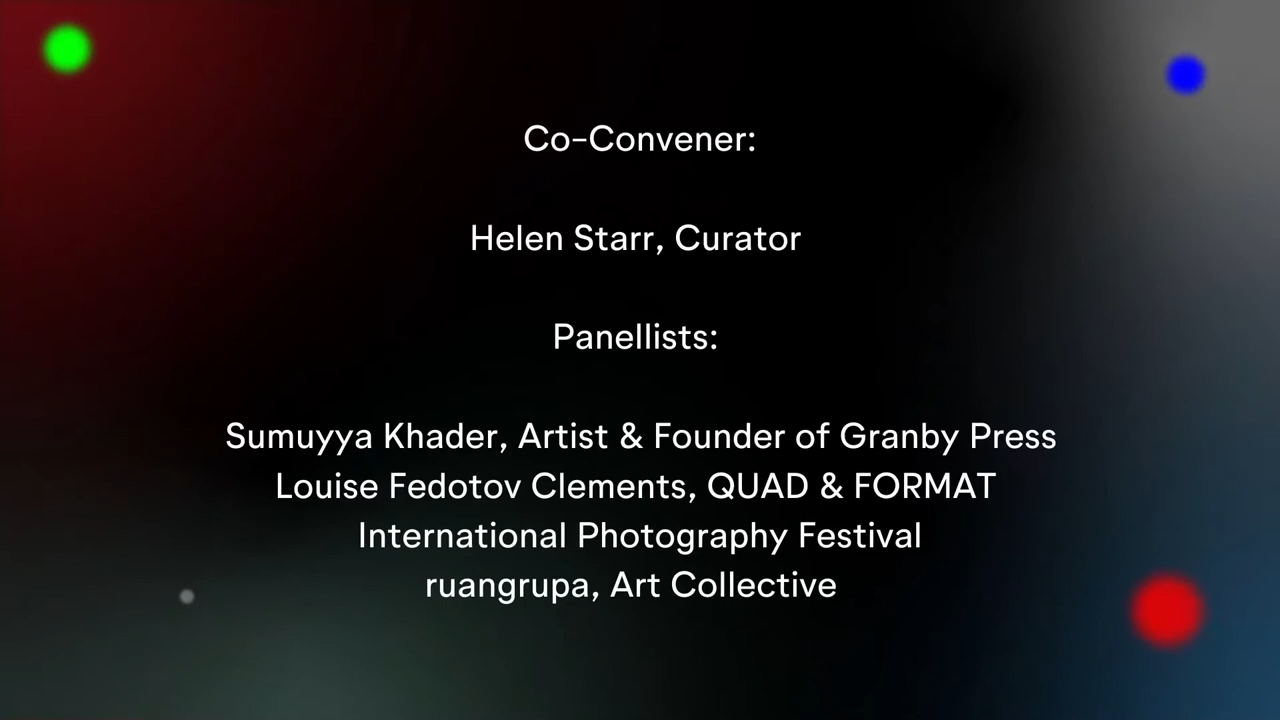 Co-Convener:
Helen Starr, Curator
Panellists:
Sumuyya Khader, Artist & Founder of Granby Press
Louise Fedotov Clements, QUAD & FORMAT
International Photography Festival
ruangrupa, Art Collective